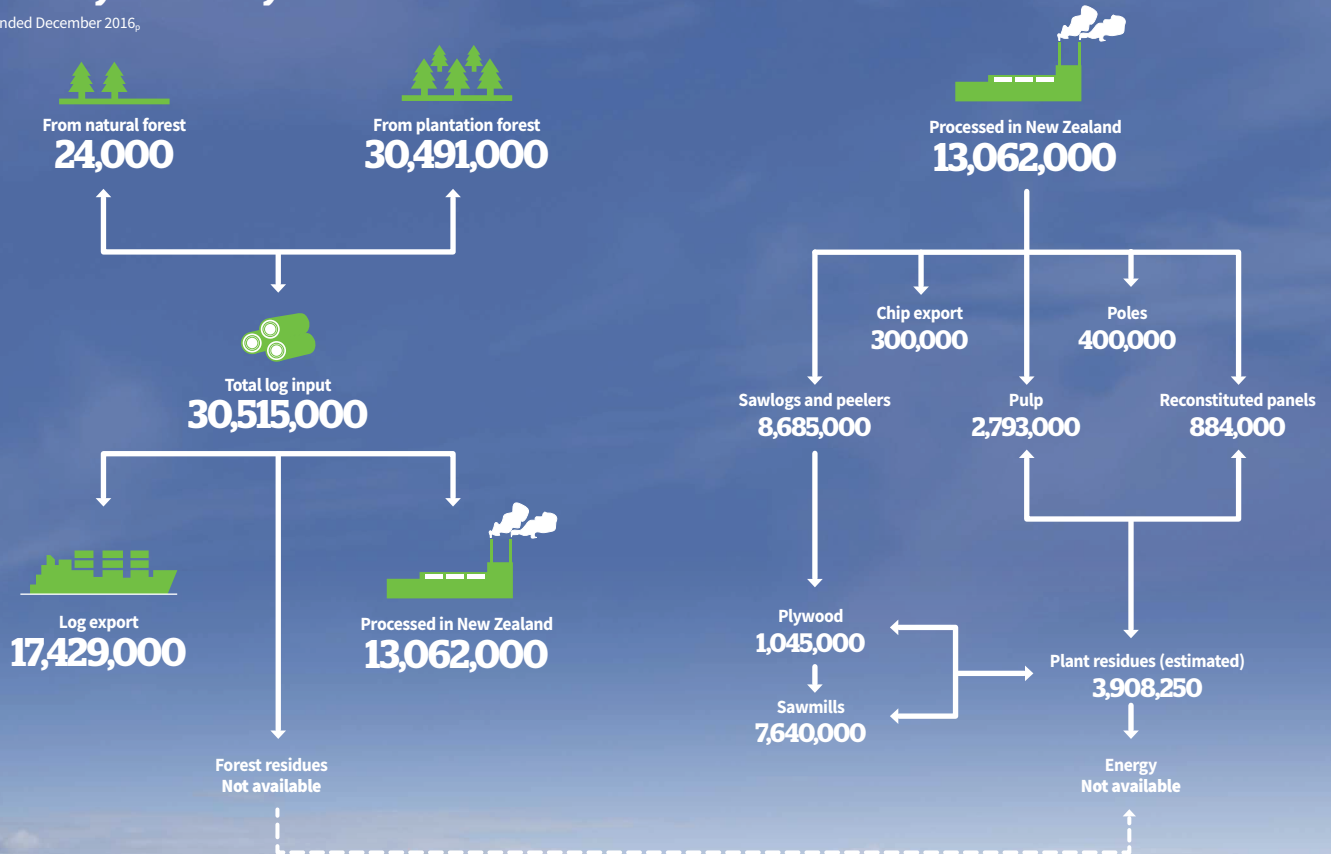 nded December 2016p
From natural forest
24,000
From plantation forest
30,491,000
Total log input
30,515,000
Log export
17,429,000
Processed in New Zealand
13,062,000
Forest residues
Not available
Processed in New Zealand
13,062,000
Chip export
300,000
Poles
400,000
Sawlogs and peelers
8,685,000
Pulp
2,793,000
Reconstituted panels
884,000
Plywood
1,045,000
Sawmills
7,640,000
Plant residues (estimated)
3,908,250
Energy
Not available